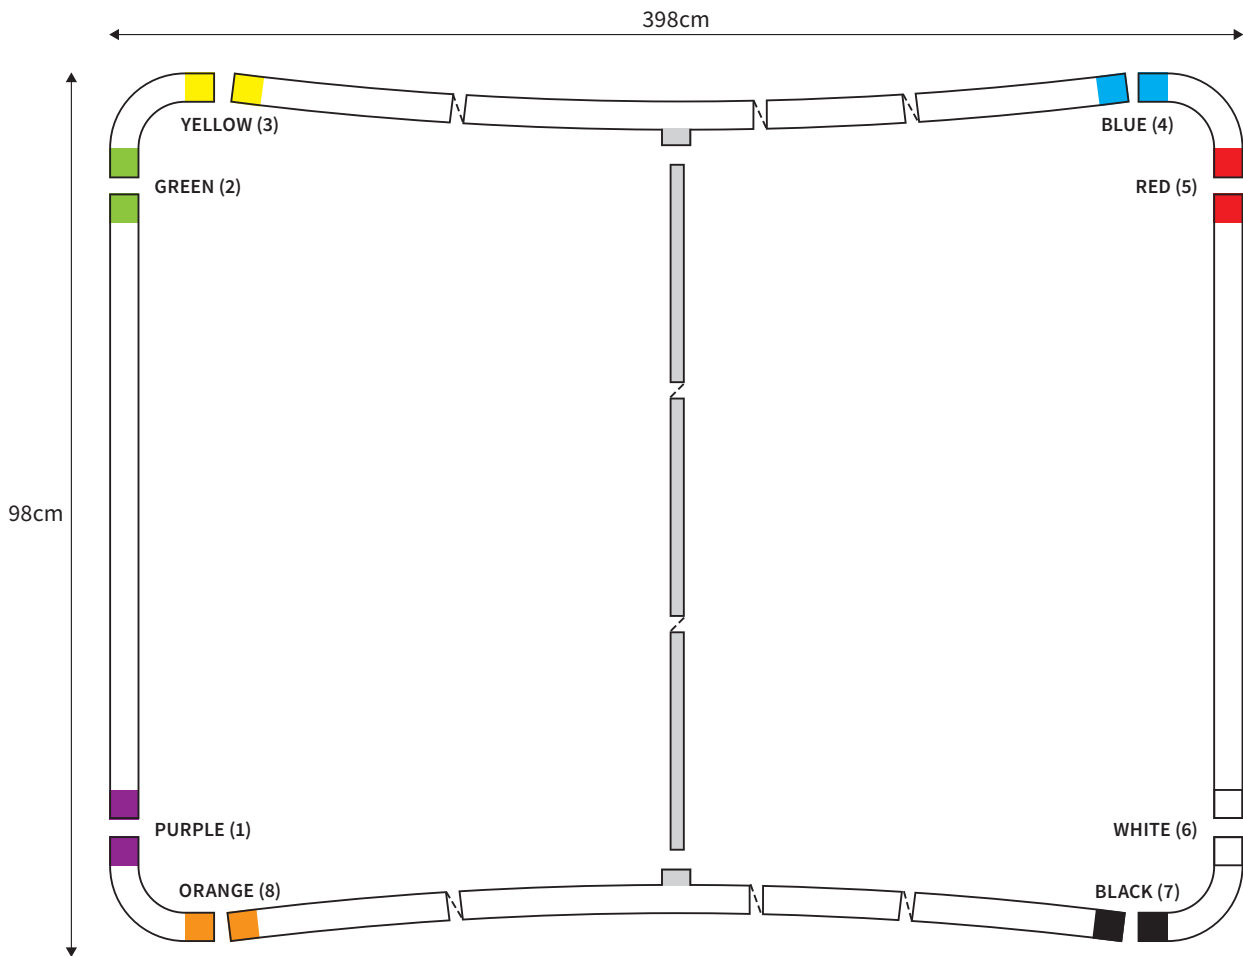 398cm
YELLOW (3)
BLUE (4)
GREEN (2)
RED (5)
98cm
PURPLE (1)
WHITE (6)
ORANGE (8)
BLACK (7)